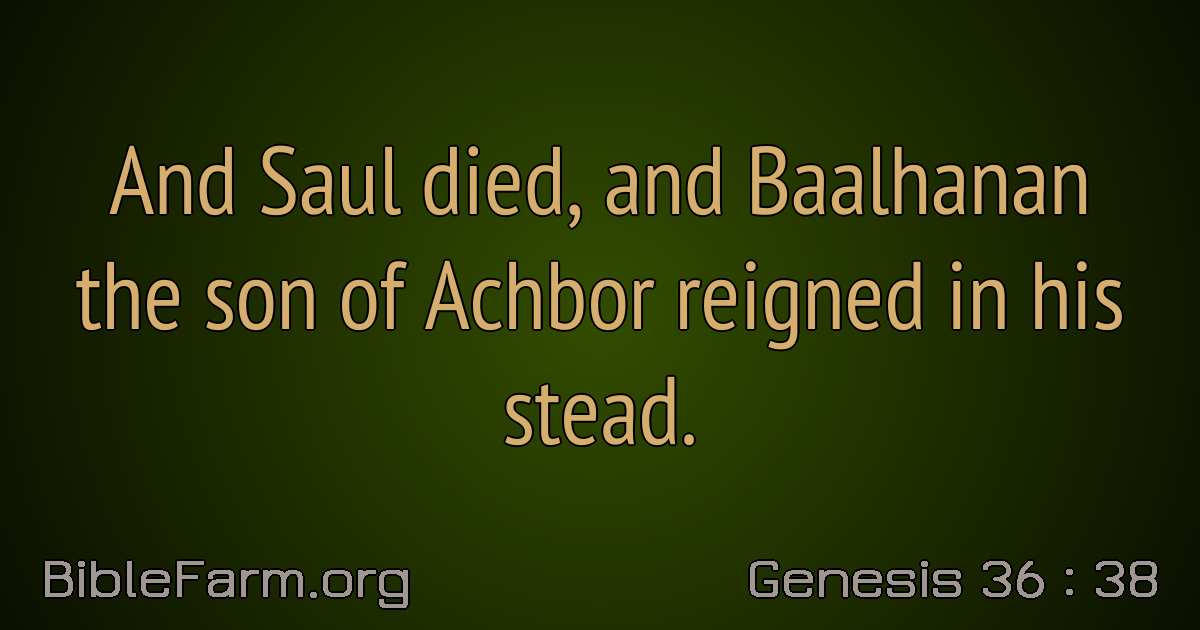 And Saul died, and Baalhanan
the son of Achbor reigned in his
stead.
BibleFarm.org
Genesis 36 : 38